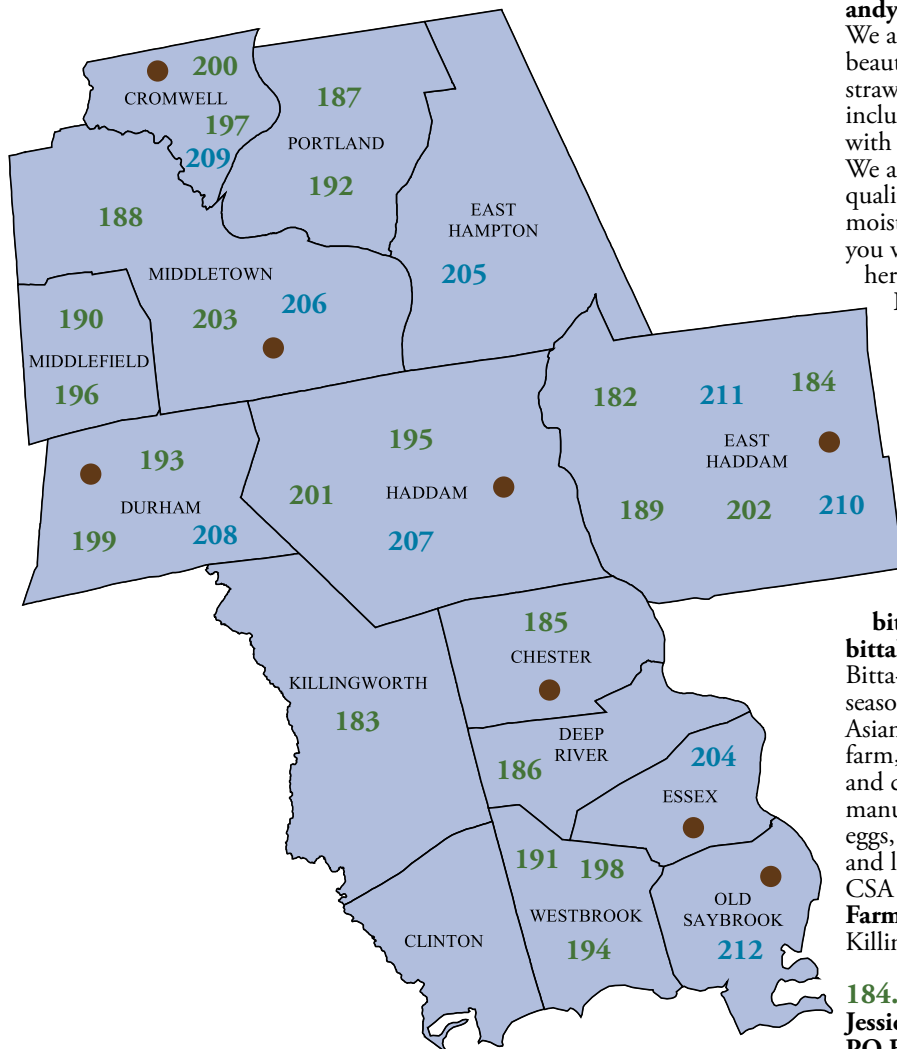 200
CROMWELL
197
209
187
PORTLAND
192
188
EAST
HAMPTON
205
MIDDLETOWN
203
206
190
MIDDLEFIELD
196
182
211
184
EAST
HADDAM
189
202
210
193
DURHAM
199
208
195
201
HADDAM
207
185
CHESTER
KILLINGWORTH
183
DEEP
RIVER
186
204
ESSEX
191
198
WESTBROOK
194
OLD
SAYBROOK
212
CLINTON
andy
We a
beaut
straw
inclu
with
We a
quali
moist
you v
her
bit
bitta
Bitta-
seaso
Asian
farm,
and c
manu
eggs,
and l
CSA
Farm
Killin
184.
Jessie
PO B